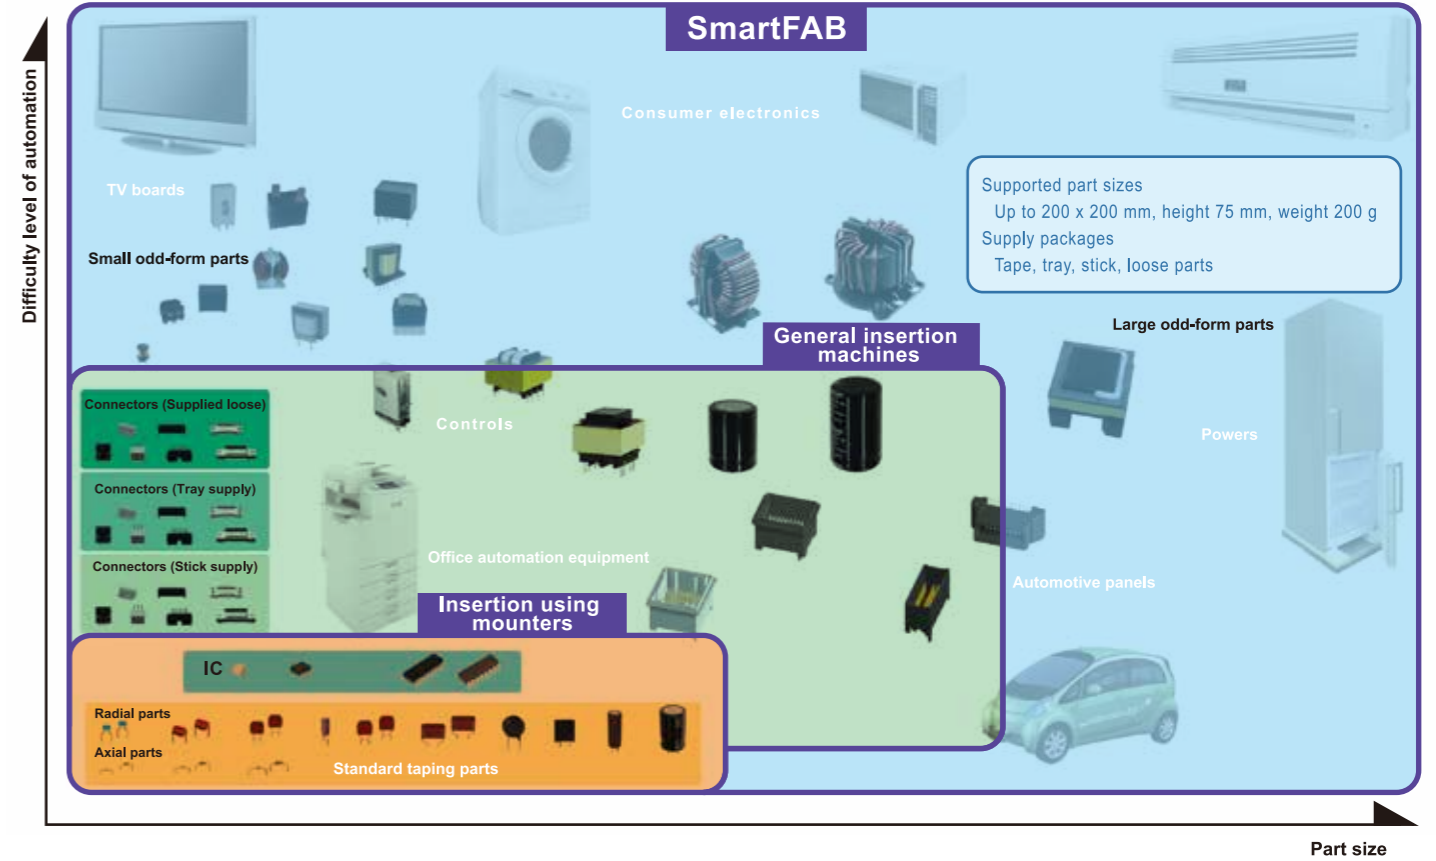 SmartFAB
Difficulty level of automation
Consumer electronics
TV boards
Supported part sizes
Up to 200 x 200 mm, height 75 mm, weight 200 g
Supply packages
Tape, tray, stick, loose parts
Small odd-form parts
Large odd-form parts
General insertion
machines
Connectors (Supplied loose)
Controls
Powers
Connectors (Tray supply)
Office automation equipment
Connectors (Stick supply)
Automotive panels
Insertion using
mounters
IC
Radial parts
Axial parts
Standard taping parts
Part size